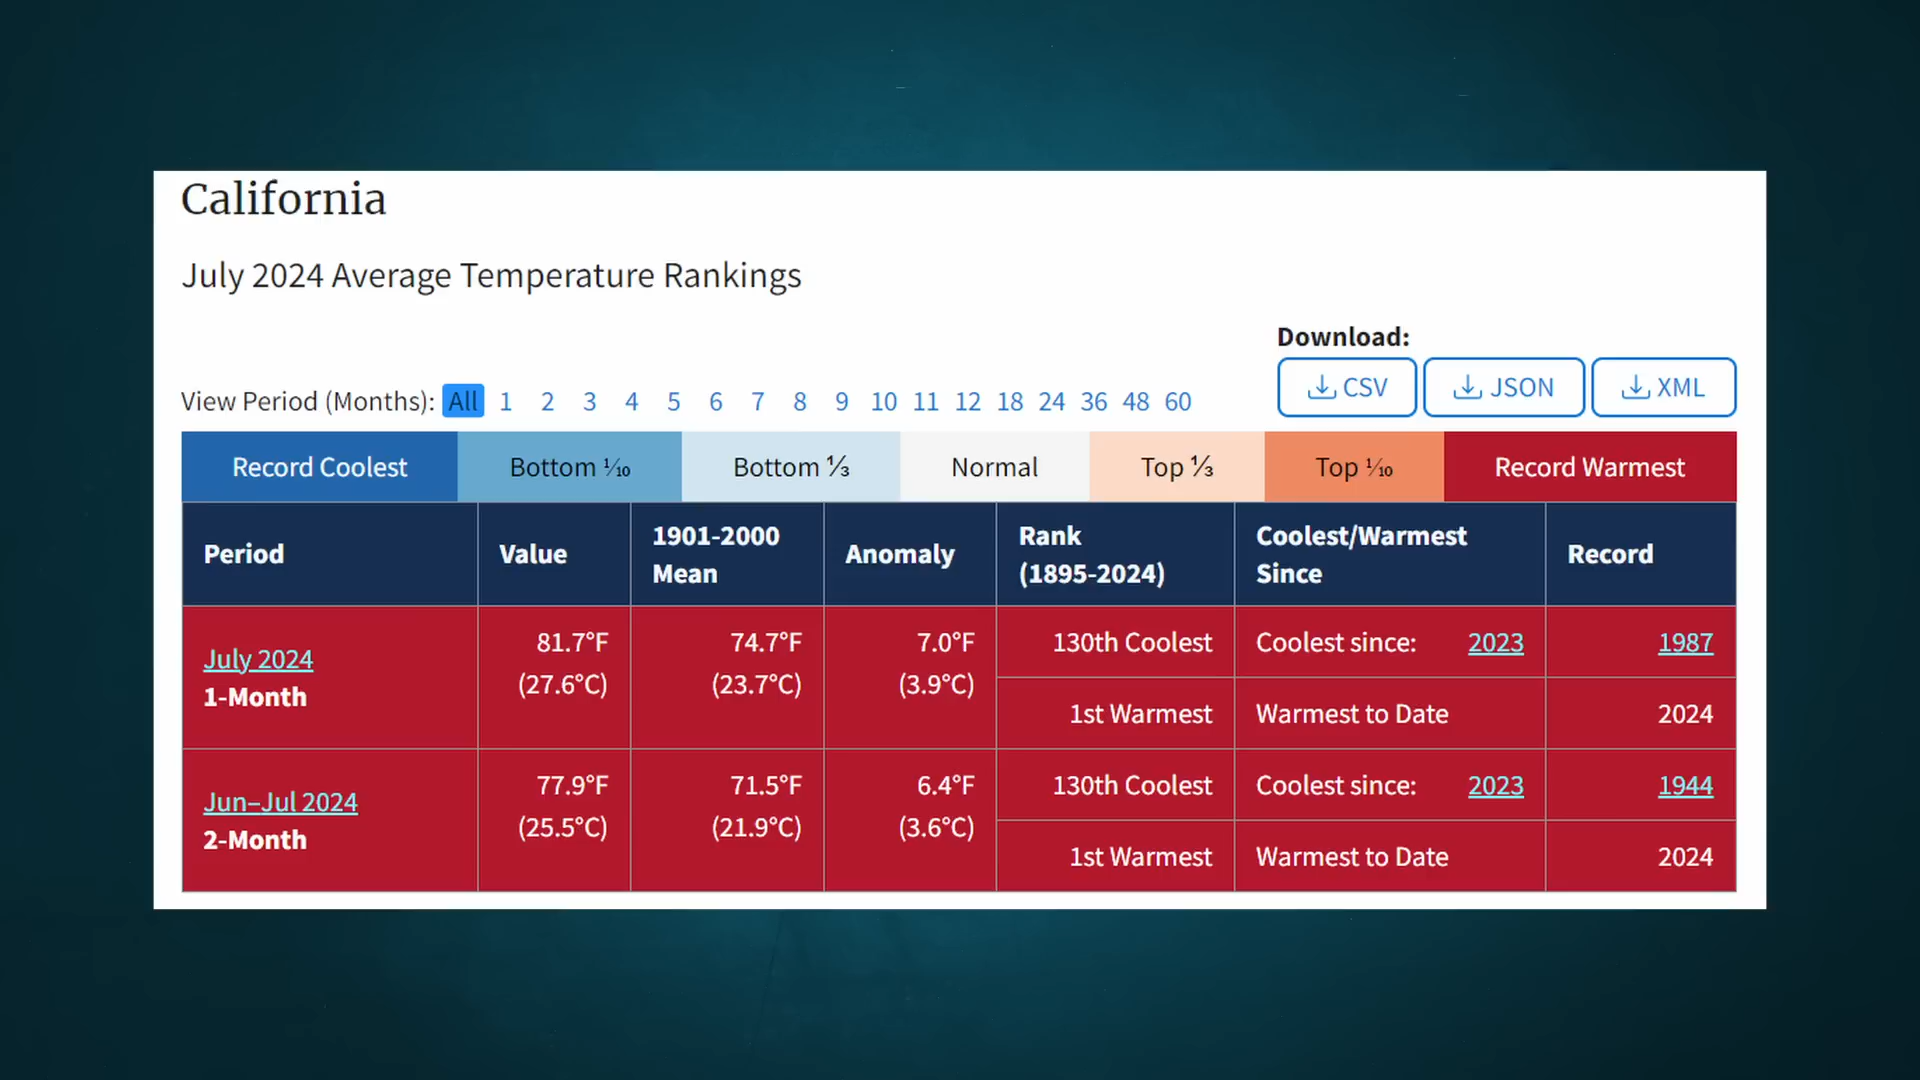 California
July 2024 Average Temperature Rankings
Download:
View Period (Months): All 1 2 3 4 5 6 7 8 9 10 11 12 18 24 36 48 60
CSV JSON XML
Record Coolest Bottom ⅒ Bottom ⅓ Normal Top ⅓ Top ⅒ Record Warmest
Period Value 1901-2000 Mean Anomaly Rank (1895-2024) Coolest/Warmest Since Record
July 2024 1-Month 81.7°F (27.6°C) 74.7°F (23.7°C) 7.0°F (3.9°C) 130th Coolest Coolest since: 2023 1987
1st Warmest Warmest to Date 2024
Jun–Jul 2024 2-Month 77.9°F (25.5°C) 71.5°F (21.9°C) 6.4°F (3.6°C) 130th Coolest Coolest since: 2023 1944
1st Warmest Warmest to Date 2024